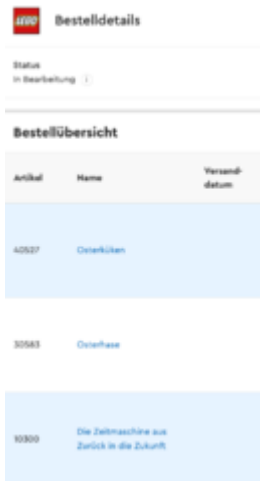 LEGO Bestelldetails
Status
In Bearbeitung
Bestellübersicht
Artikel Name Versand-
datum
40527 Osterküken
30583 Osterhase
10300 Die Zeitmaschine aus
Zurück in die Zukunft